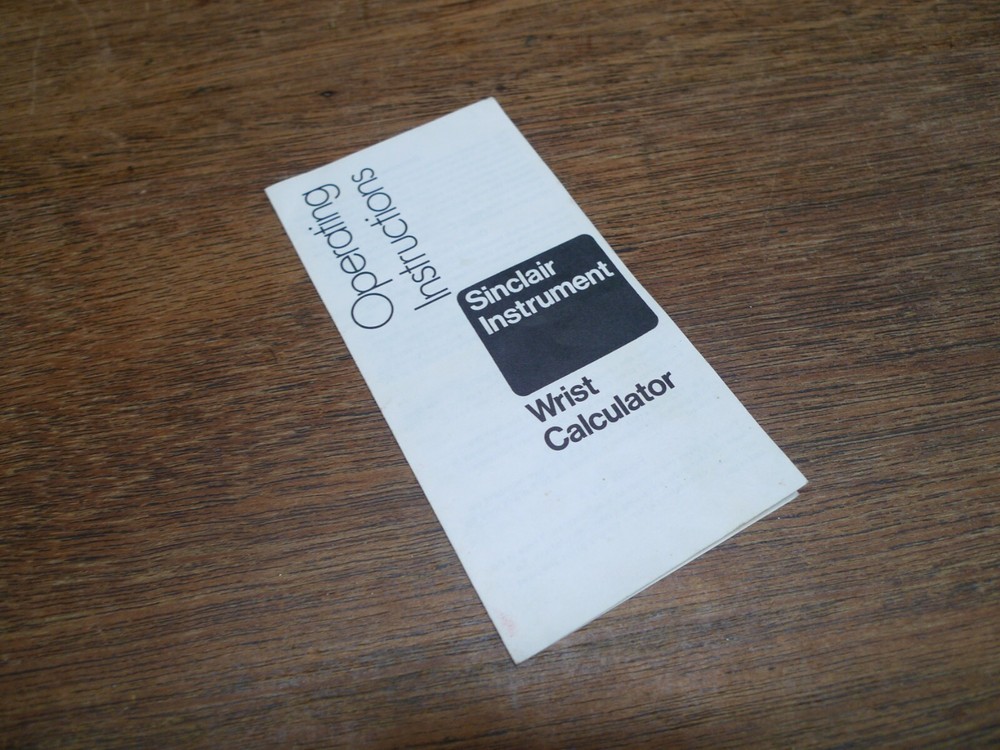 Operating
Instructions
Sinclair
Instrument
Wrist
Calculator